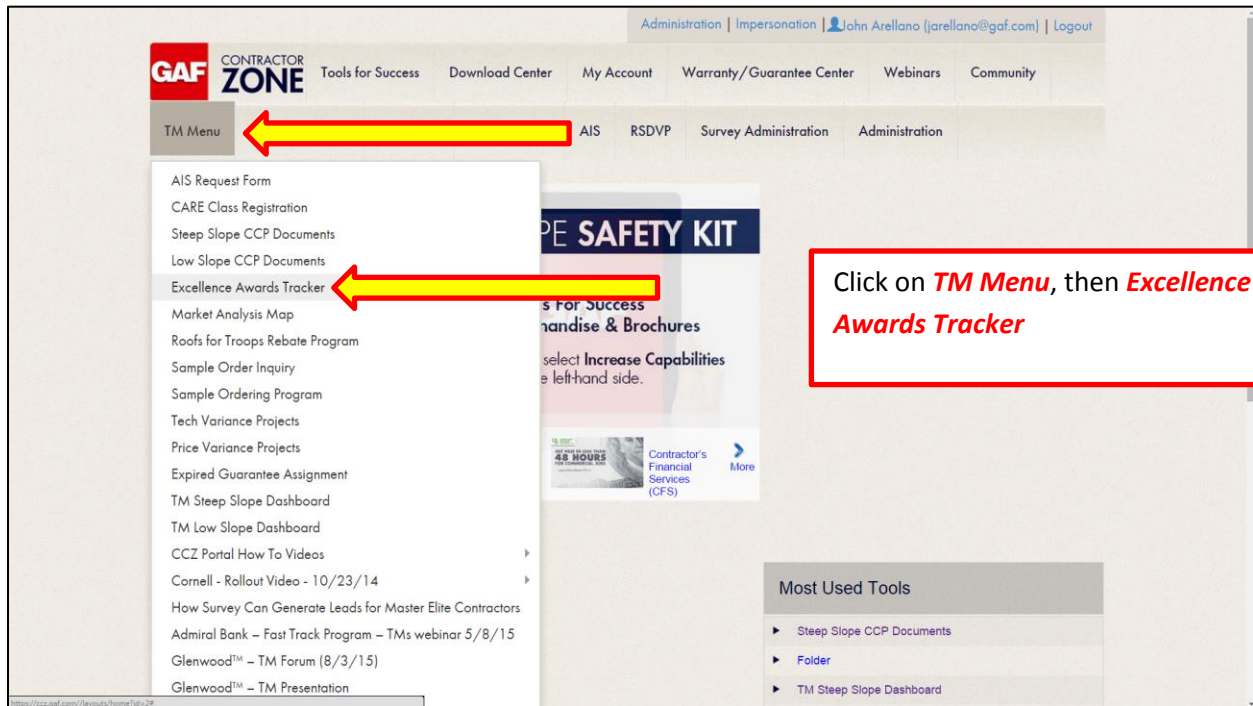 Administration | Impersonation | John Arellano (jarellano@gaf.com) | Logout
GAF CONTRACTOR ZONE Tools for Success Download Center My Account Warranty/Guarantee Center Webinars Community
TM Menu AIS RSDVP Survey Administration Administration
AIS Request Form
CARE Class Registration
Steep Slope CCP Documents
Low Slope CCP Documents
Excellence Awards Tracker
Market Analysis Map
Roofs for Troops Rebate Program
Sample Order Inquiry
Sample Ordering Program
Tech Variance Projects
Price Variance Projects
Expired Guarantee Assignment
TM Steep Slope Dashboard
TM Low Slope Dashboard
CCZ Portal How To Videos
Cornell - Rollout Video - 10/23/14
How Survey Can Generate Leads for Master Elite Contractors
Admiral Bank – Fast Track Program – TMs webinar 5/8/15
Glenwood™ – TM Forum (8/3/15)
Glenwood™ – TM Presentation
PE SAFETY KIT
s For Success
handise & Brochures
select Increase Capabilities
e left-hand side.
48 HOURS
Contractor's
Financial
Services
(CFS)
More
Click on TM Menu, then Excellence
Awards Tracker
Most Used Tools
Steep Slope CCP Documents
Folder
TM Steep Slope Dashboard
https://ccz.gaf.com//layouts/home?id=2#